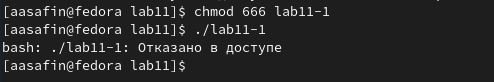 [aasafin@fedora lab11]$ chmod 666 lab11-1
[aasafin@fedora lab11]$ ./lab11-1
bash: ./lab11-1: Отказано в доступе
[aasafin@fedora lab11]$